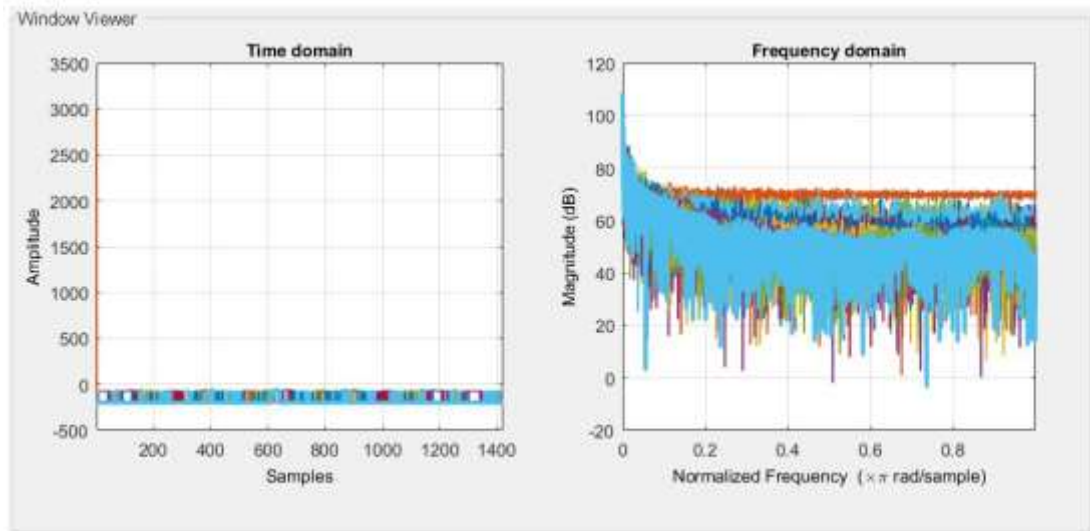 Window Viewer
Time domain
3500
3000
2500
2000
1500
1000
500
0
-500
Amplitude
200 400 600 800 1000 1200 1400
Samples
Frequency domain
120
100
80
60
40
20
0
-20
Magnitude (dB)
0 0.2 0.4 0.6 0.8
Normalized Frequency (×π rad/sample)